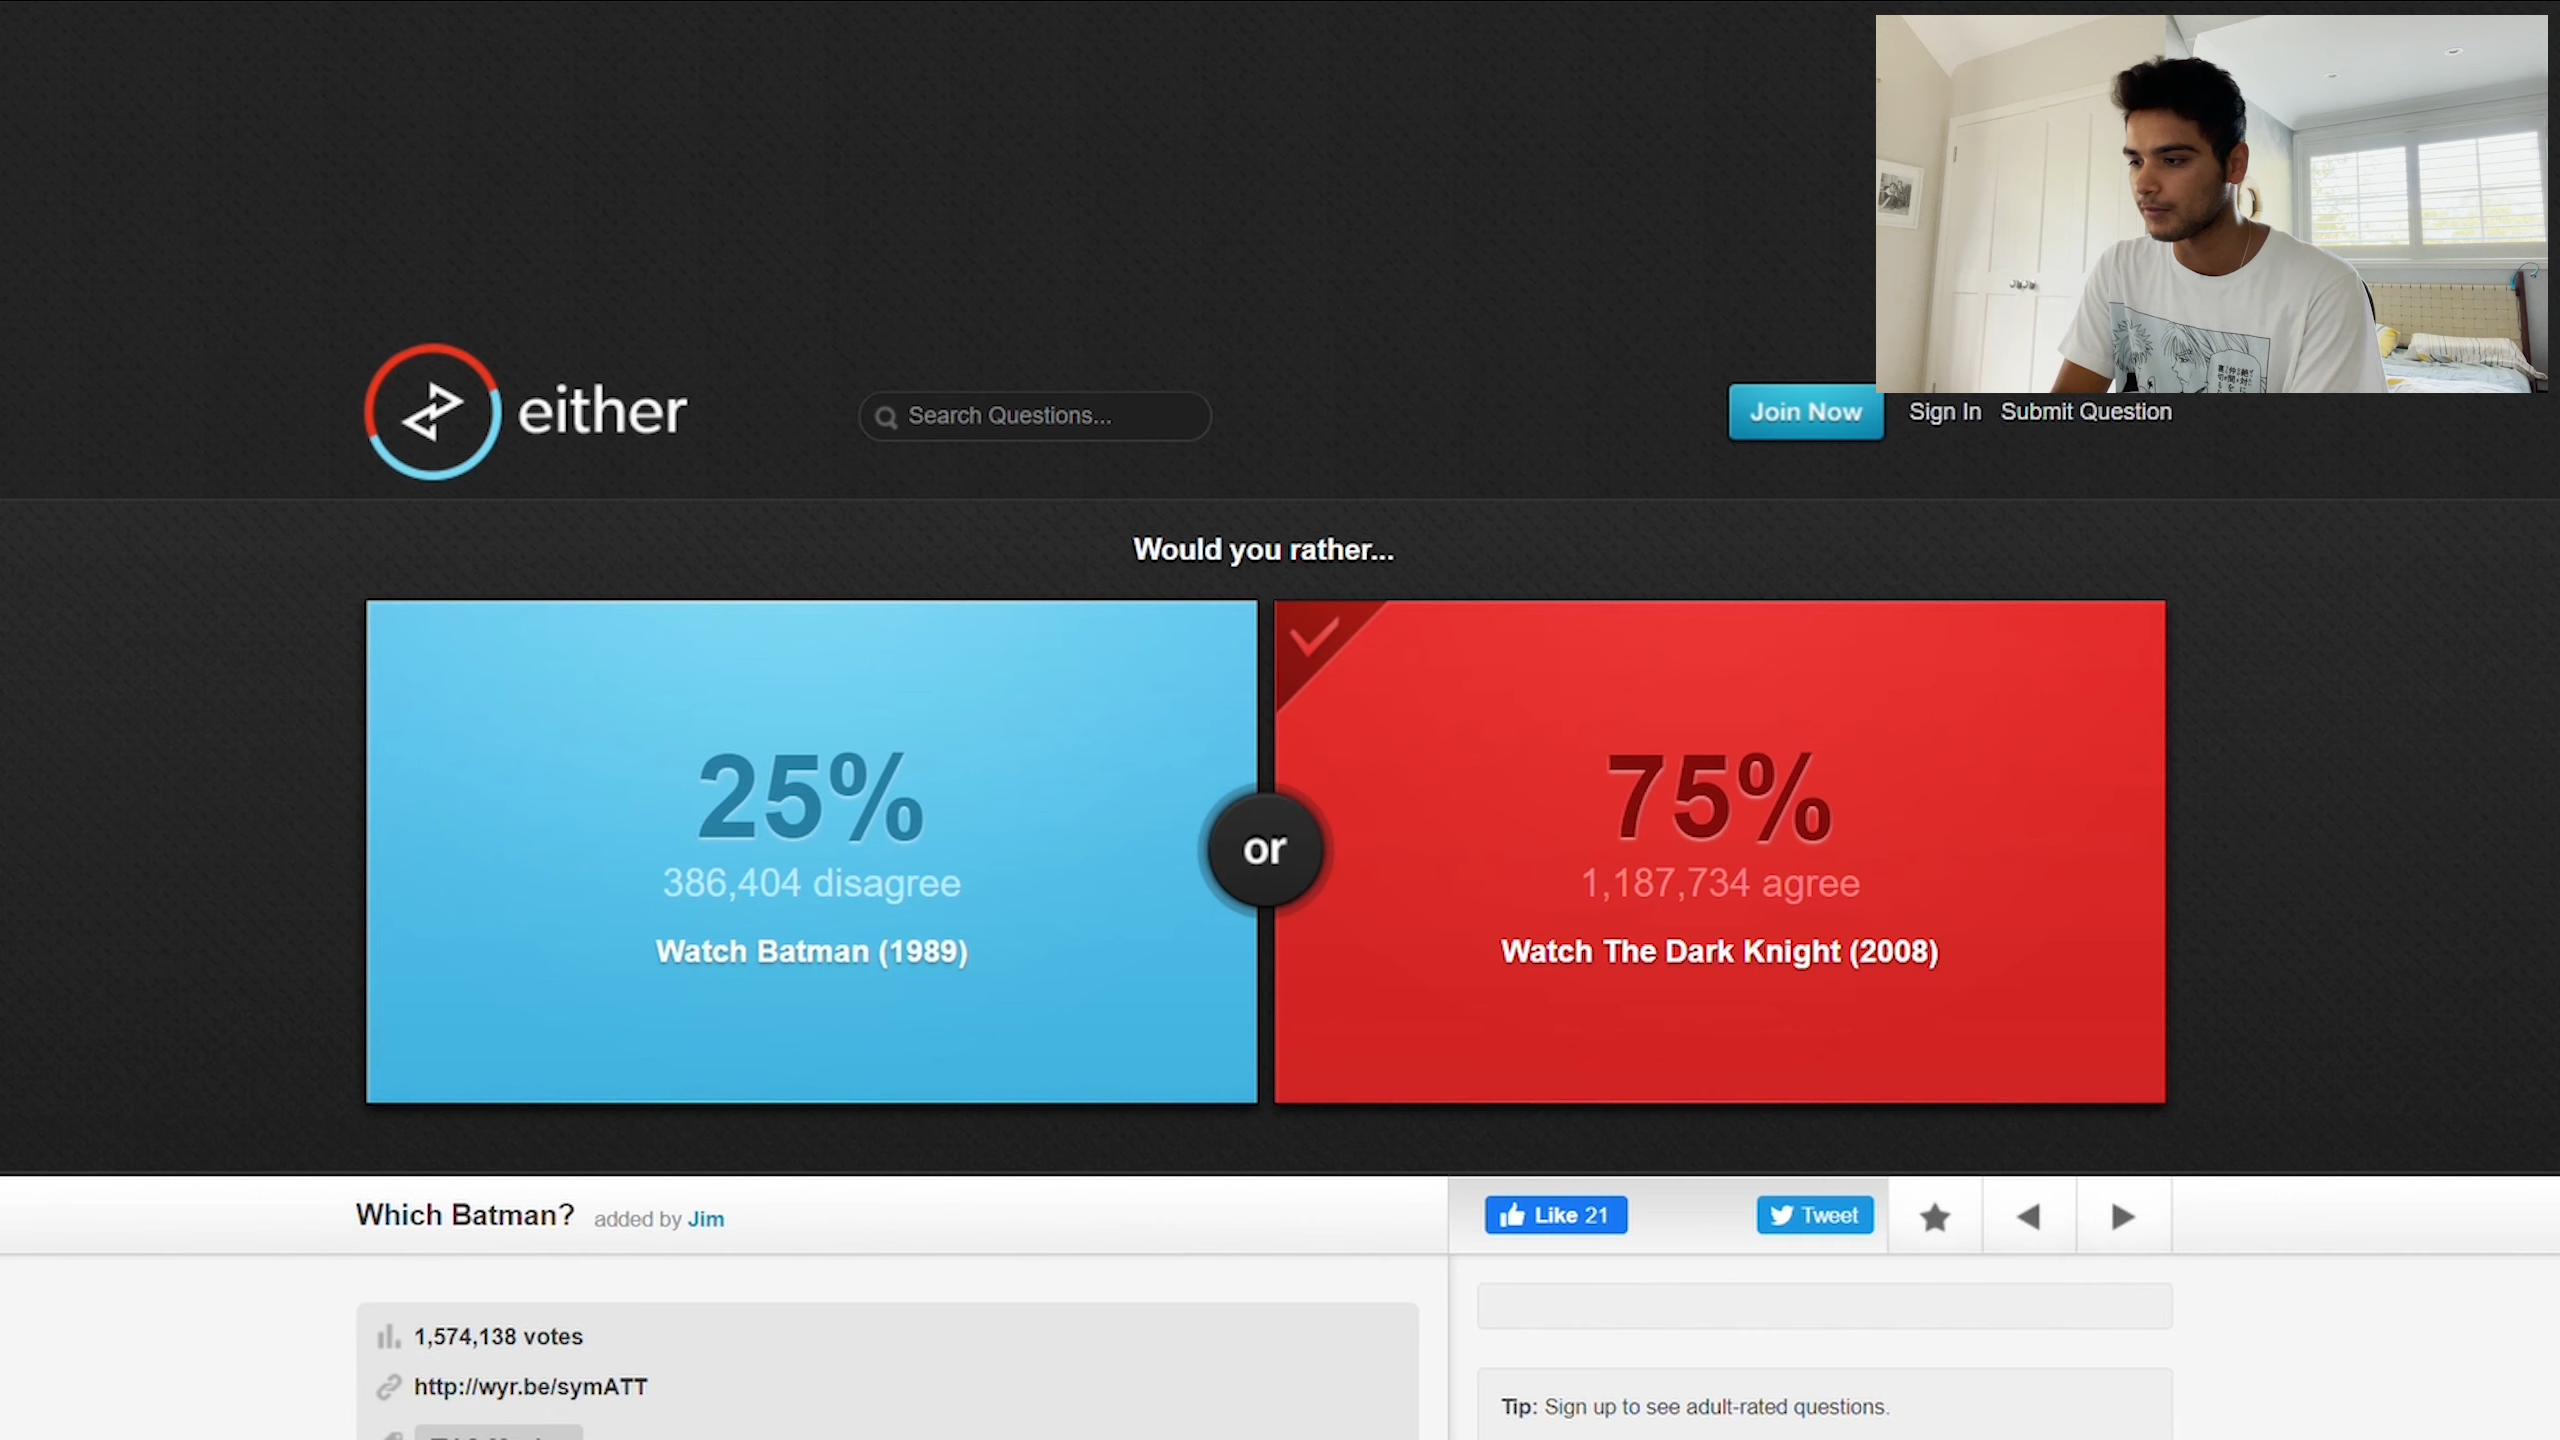 either
Search Questions...
Join Now
Sign In
Submit Question
Would you rather...
25%
386,404 disagree
Watch Batman (1989)
or
75%
1,187,734 agree
Watch The Dark Knight (2008)
Which Batman? added by Jim
Like 21
Tweet
1,574,138 votes
http://wyr.be/symATT
Tip: Sign up to see adult-rated questions.